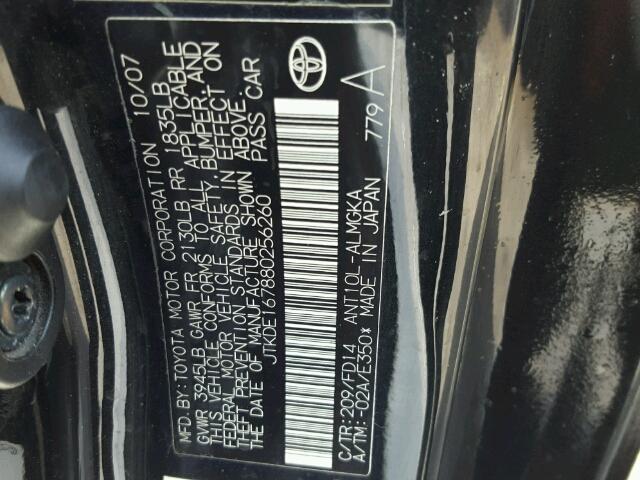 MFD. BY: TOYOTA MOTOR CORPORATION 10/07
GVWR 3945LB GAWR FR 2130LB RR 1835LB
THIS VEHICLE CONFORMS TO ALL APPLICABLE
FEDERAL MOTOR VEHICLE SAFETY, BUMPER, AND
THEFT PREVENTION STANDARDS IN EFFECT ON
THE DATE OF MANUFACTURE SHOWN ABOVE.
JTKDE167880256260 PASS CAR
C/TR: 209/FD14 ANT10L-ALMGKA
A/TM: -02A/E350* MADE IN JAPAN 779 A